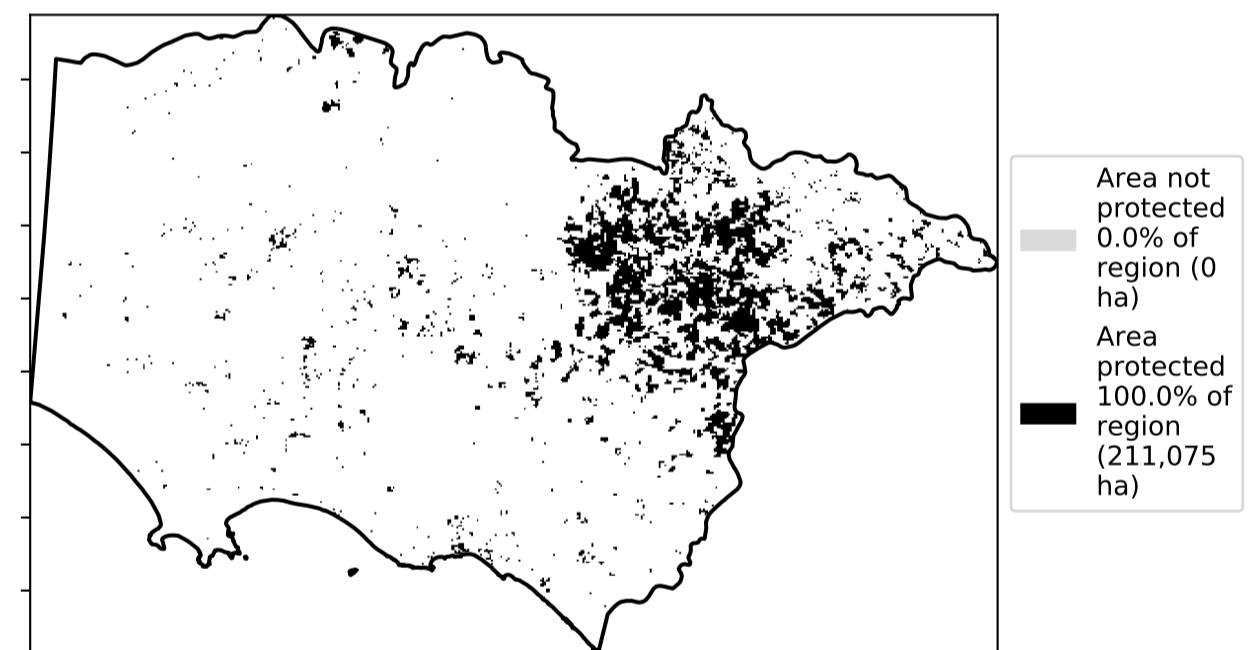 Area not
protected
0.0% of
region (0
ha)
Area
protected
100.0% of
region
(211,075
ha)